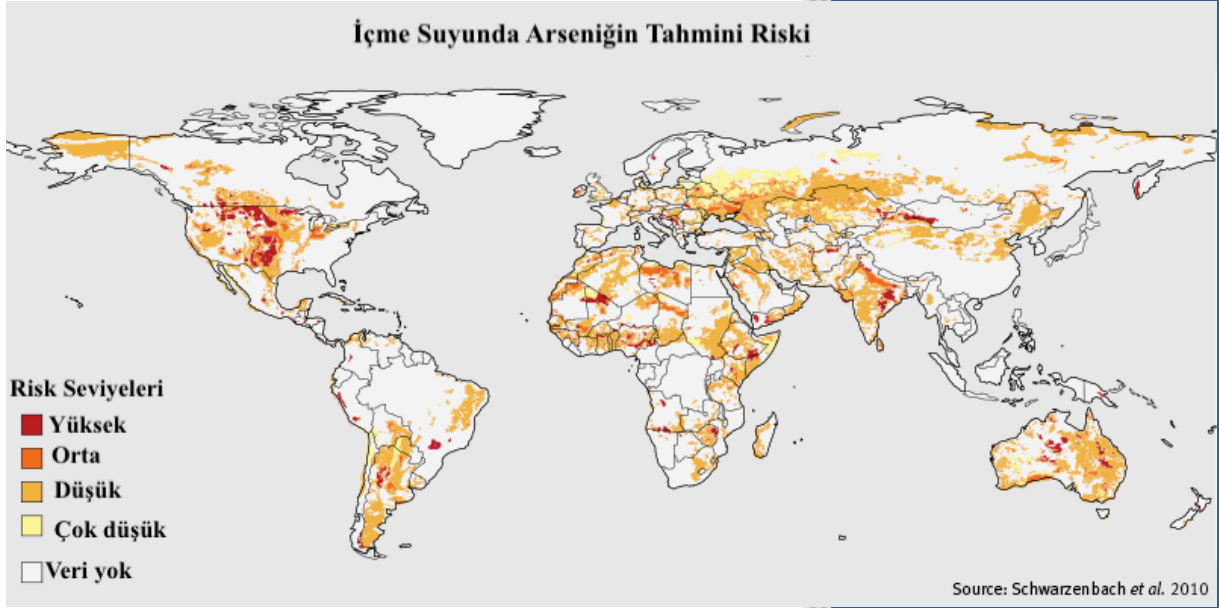 İçme Suyunda Arseniğin Tahmini Riski
Risk Seviyeleri
Yüksek
Orta
Düşük
Çok düşük
Veri yok
Source: Schwarzenbach et al. 2010